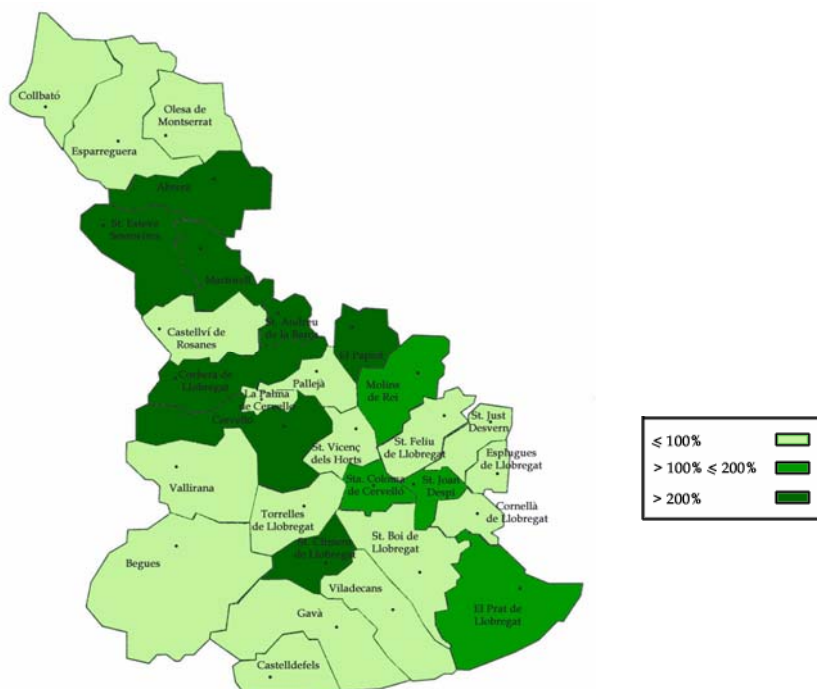 Collbató
Olesa de
Montserrat
Esparreguera
Abrera
St. Esteve
Sesrovires
Martorell
Castellví de
Rosanes
St. Andreu
de la Barca
El Papiol
Corbera de
Llobregat
Pallejà
Molins
de Rei
La Palma
de Cervelló
Cervelló
St. Just
Desvern
St. Vicenç
dels Horts
St. Feliu
de Llobregat
Esplugues
de Llobregat
Vallirana
Sta. Coloma
de Cervelló
St. Joan
Despí
Torrelles
de Llobregat
Cornellà
de Llobregat
St. Boi de
Llobregat
Begues
St. Climent
de Llobregat
Viladecans
Gavà
El Prat de
Llobregat
Castelldefels
≤ 100%
> 100% ≤ 200%
> 200%